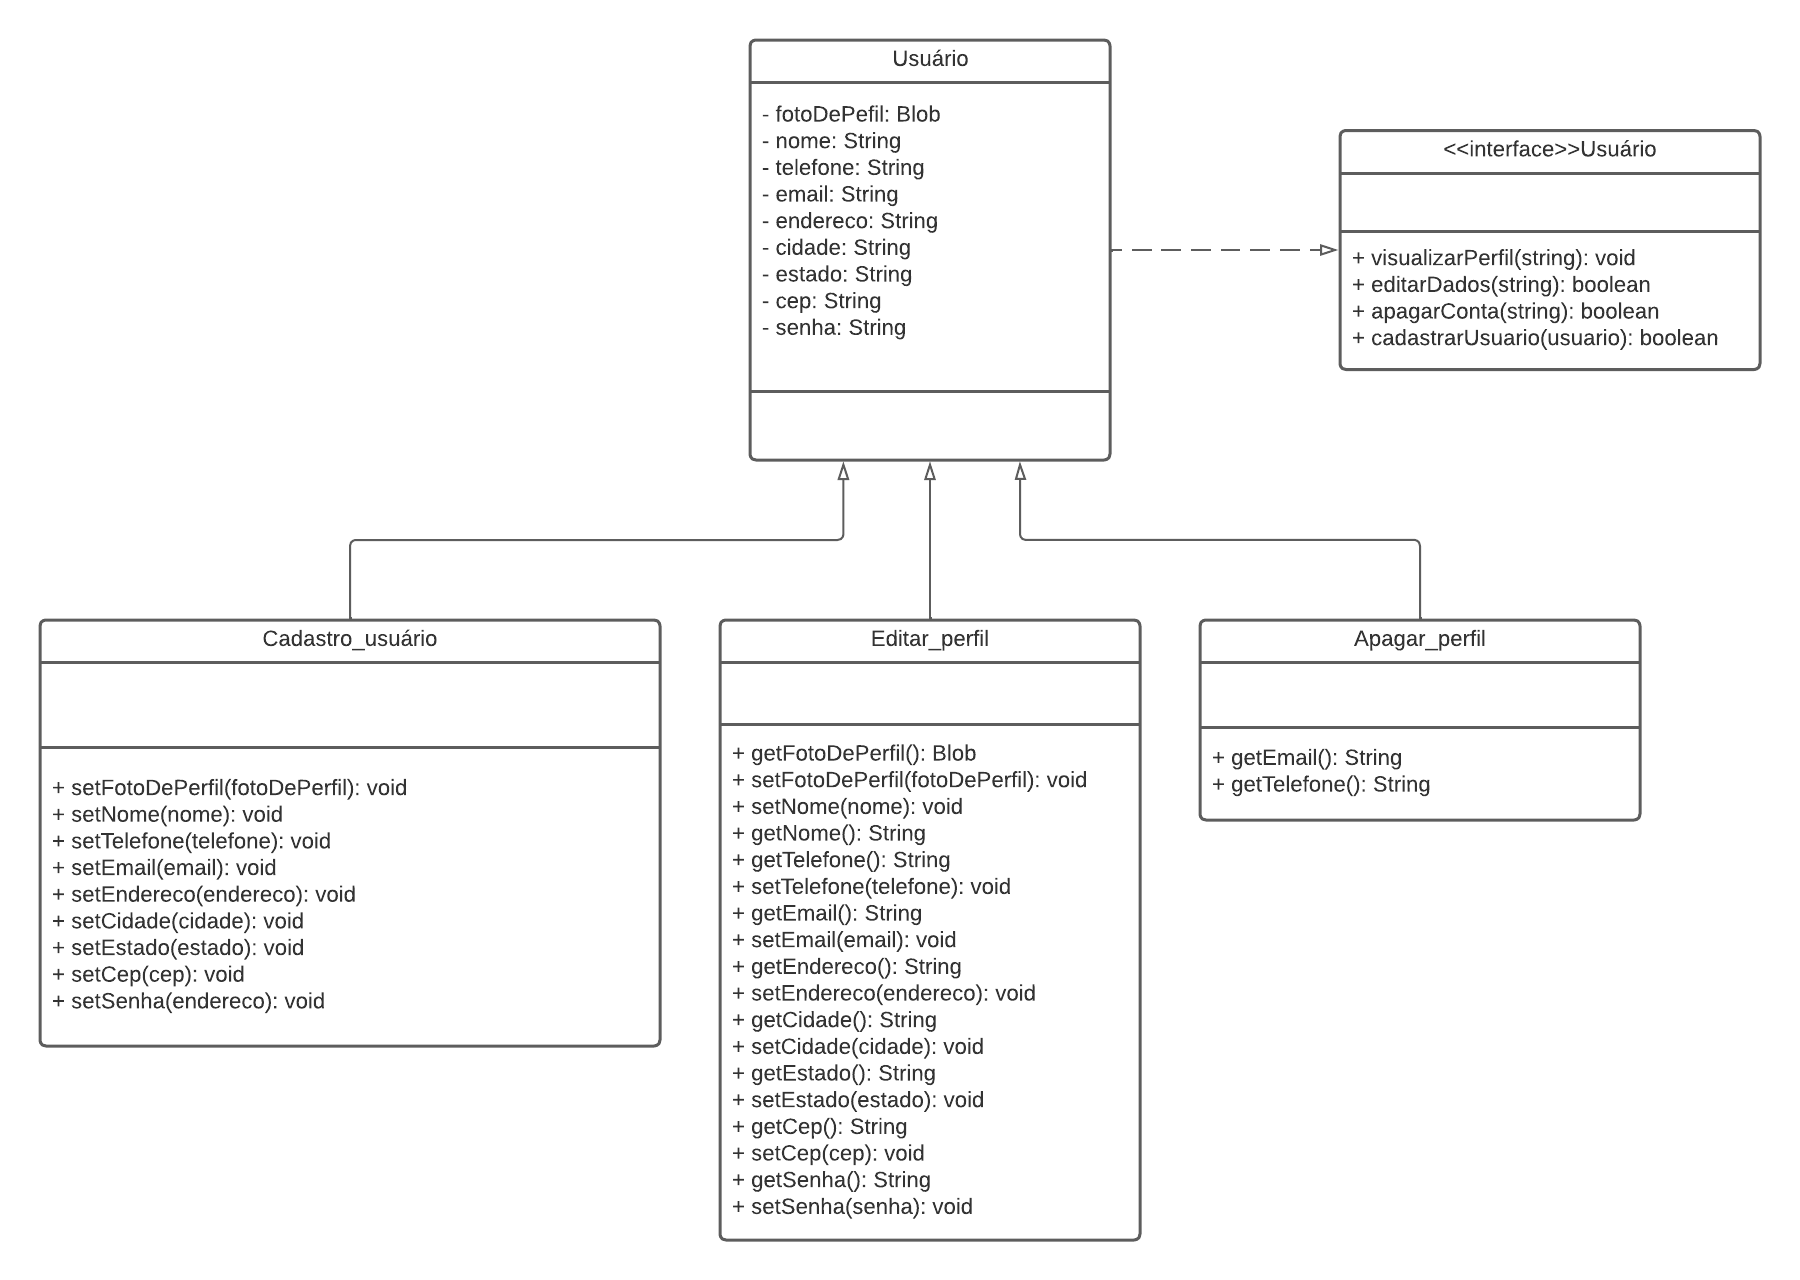 Usuário
- fotoDePefil: Blob
- nome: String
- telefone: String
- email: String
- endereco: String
- cidade: String
- estado: String
- cep: String
- senha: String
<<interface>>Usuário
+ visualizarPerfil(string): void
+ editarDados(string): boolean
+ apagarConta(string): boolean
+ cadastrarUsuario(usuario): boolean
Cadastro_usuário
+ setFotoDePerfil(fotoDePerfil): void
+ setNome(nome): void
+ setTelefone(telefone): void
+ setEmail(email): void
+ setEndereco(endereco): void
+ setCidade(cidade): void
+ setEstado(estado): void
+ setCep(cep): void
+ setSenha(endereco): void
Editar_perfil
+ getFotoDePerfil(): Blob
+ setFotoDePerfil(fotoDePerfil): void
+ setNome(nome): void
+ getNome(): String
+ getTelefone(): String
+ setTelefone(telefone): void
+ getEmail(): String
+ setEmail(email): void
+ getEndereco(): String
+ setEndereco(endereco): void
+ getCidade(): String
+ setCidade(cidade): void
+ getEstado(): String
+ setEstado(estado): void
+ getCep(): String
+ setCep(cep): void
+ getSenha(): String
+ setSenha(senha): void
Apagar_perfil
+ getEmail(): String
+ getTelefone(): String